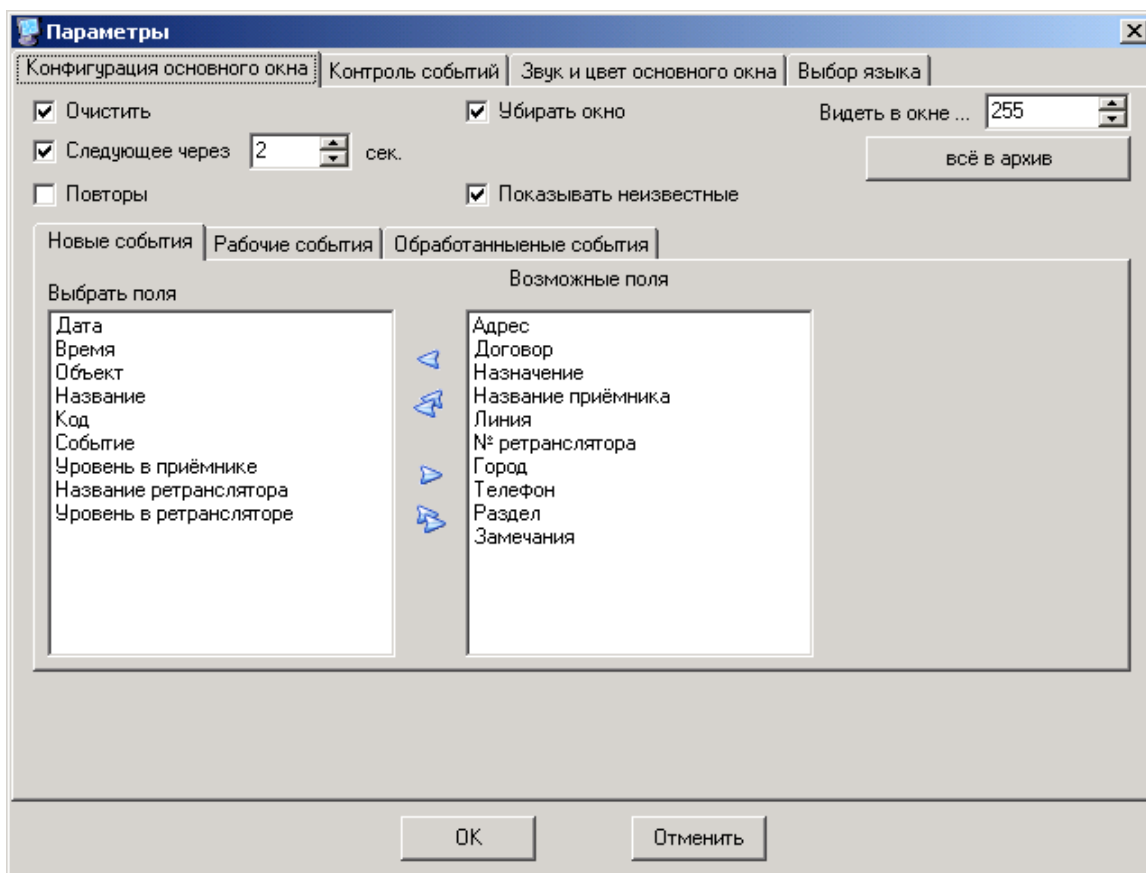 Параметры
Конфигурация основного окна Контроль событий Звук и цвет основного окна Выбор языка
Очистить Убирать окно Видеть в окне ... 255
Следующее через 2 сек. всё в архив
Повторы Показывать неизвестные
Новые события Рабочие события Обработанныеные события
Выбрать поля Возможные поля
Дата
Время
Объект
Название
Код
Событие
Уровень в приёмнике
Название ретранслятора
Уровень в ретрансляторе
Адрес
Договор
Назначение
Название приёмника
Линия
№ ретранслятора
Город
Телефон
Раздел
Замечания
OK Отменить